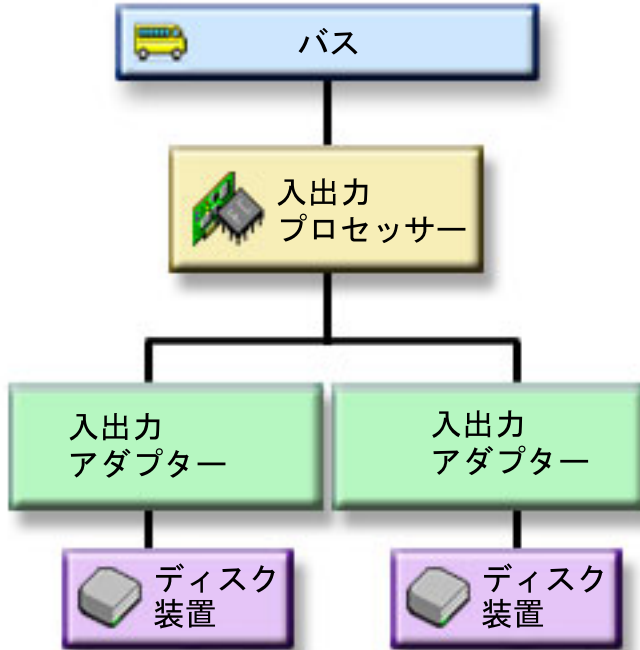 バス
入出力
プロセッサー
入出力
アダプター
入出力
アダプター
ディスク
装置
ディスク
装置